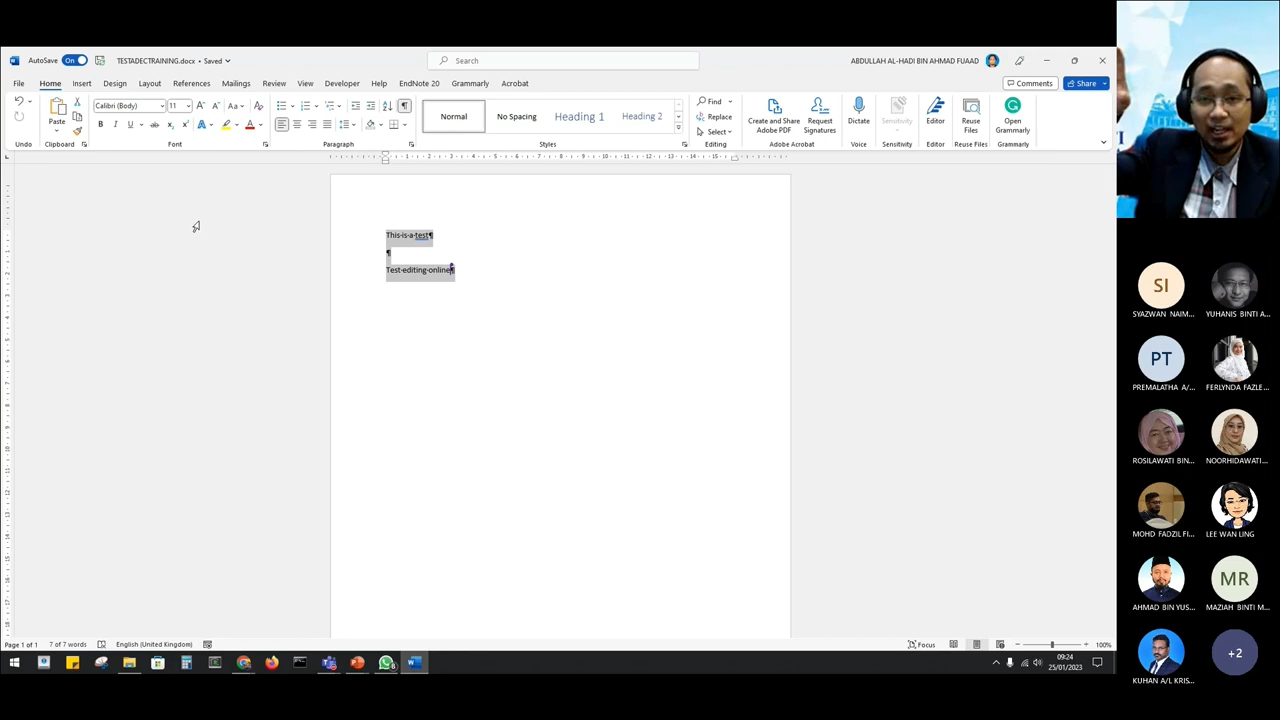 AutoSave On TESTADECTRAINING.docx • Saved Search ABDULLAH AL-HADI BIN AHMAD FUAAD
File Home Insert Design Layout References Mailings Review View Developer Help EndNote 20 Grammarly Acrobat Comments Share
Paste Calibri (Body) 11 Aa Normal No Spacing Heading 1 Heading 2 Find Replace Select Create and Share Adobe PDF Request Signatures Dictate Sensitivity Editor Reuse Files Open Grammarly
Undo Clipboard Font Paragraph Styles Editing Adobe Acrobat Voice Sensitivity Editor Reuse Files Grammarly
This·is·a·test¶
¶
Test·editing·online¶
SI
SYAZWAN NAIM...
YUHANIS BINTI A...
PT
PREMALATHA A/...
FERLYNDA FAZLE...
ROSILAWATI BIN...
NOORHIDAWATI...
MOHD FADZIL FI...
LEE WAN LING
AHMAD BIN YUS...
MR
MAZIAH BINTI M...
KUHAN A/L KRIS...
+2
Page 1 of 1 7 of 7 words English (United Kingdom) Focus 100%
09:24
25/01/2023